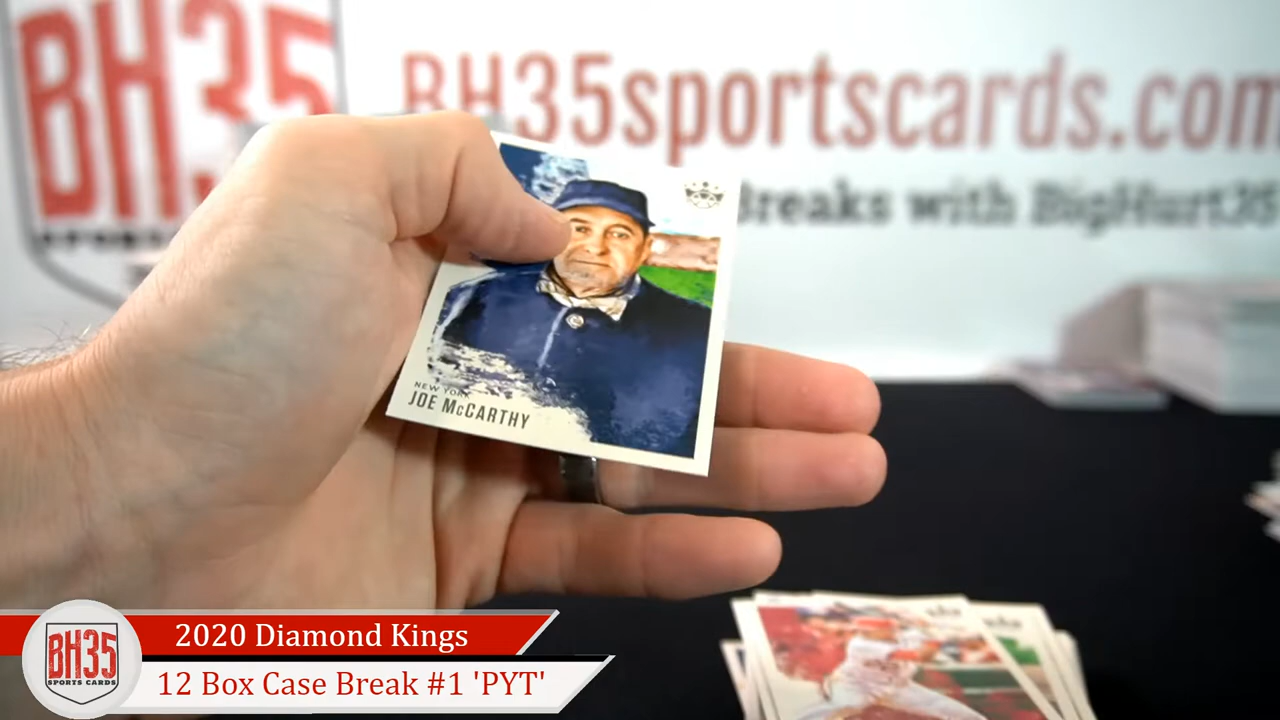 BH35
SPORTS
BH35sportscards.com
Breaks with BigHurt35
NEW YORK
JOE McCARTHY
BH35
SPORTS CARDS
2020 Diamond Kings
12 Box Case Break #1 'PYT'